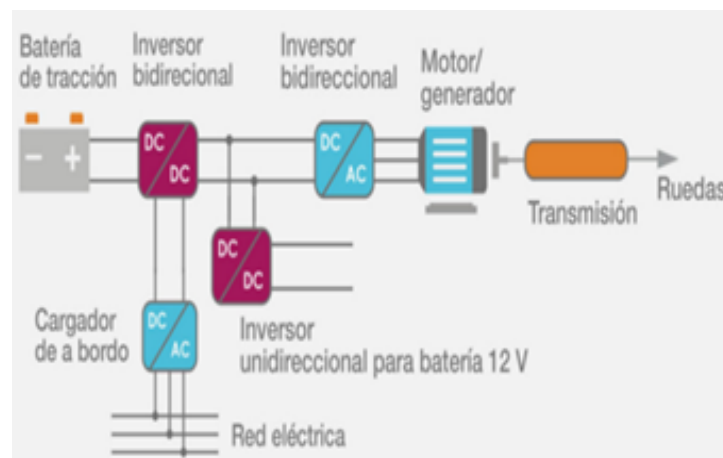 Batería
de tracción
Inversor
bidirecional
Inversor
bidireccional
Motor/
generador
DC
DC
DC
AC
Transmisión
Ruedas
DC
DC
Cargador
de a bordo
DC
AC
Inversor
unidireccional para batería 12 V
Red eléctrica